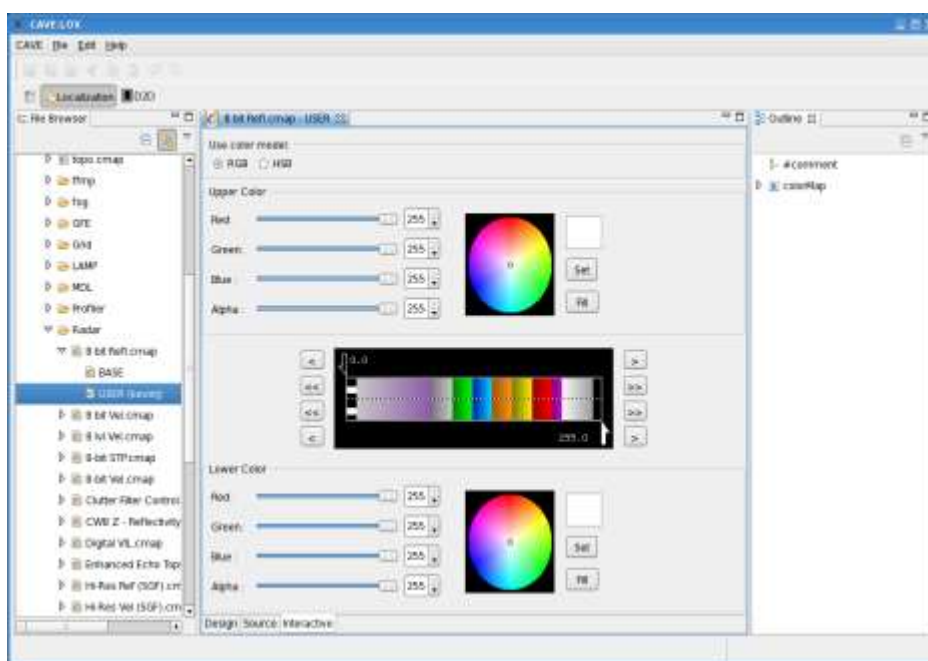 CAVE:LOX
CAVE File Edit Help
Localization D2D
File Browser
topo.cmap
ffmp
fog
GFE
Grid
LAMP
MDL
Profiler
Radar
8 bit Refl.cmap
BASE
USER
8 bit Vel.cmap
8 lvl Vel.cmap
8-bit STP.cmap
8-bit Vel.cmap
Clutter Filter Control
CWB Z - Reflectivity
Digital VIL.cmap
Enhanced Echo Tops
Hi-Res Ref (SGF).cm
Hi-Res Vel (SGF).cm
8 bit Refl.cmap - USER
Use color model:
RGB HSB
Upper Color
Red: 255
Green: 255
Blue: 255
Alpha: 255
Set
Fill
< 0.0 >
<< >>
<< >>
< 255.0 >
Lower Color
Red: 255
Green: 255
Blue: 255
Alpha: 255
Set
Fill
Design Source Interactive
Outline
#comment
colorMap